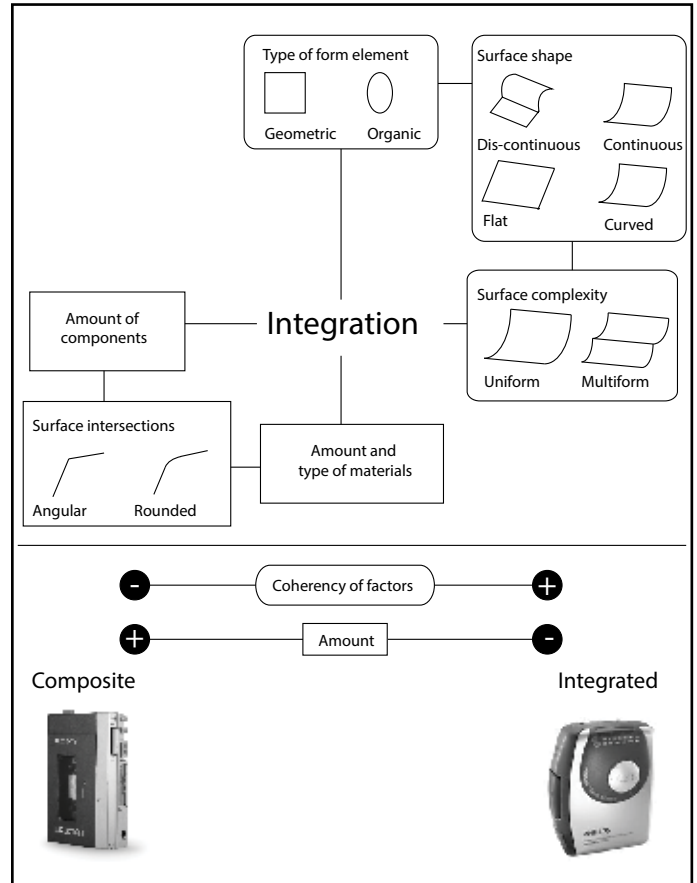 Type of form element
Geometric
Organic
Surface shape
Dis-continuous
Continuous
Flat
Curved
Surface complexity
Uniform
Multiform
Integration
Amount of
components
Surface intersections
Angular
Rounded
Amount and
type of materials
-
Coherency of factors
+
+
Amount
-
Composite
Integrated